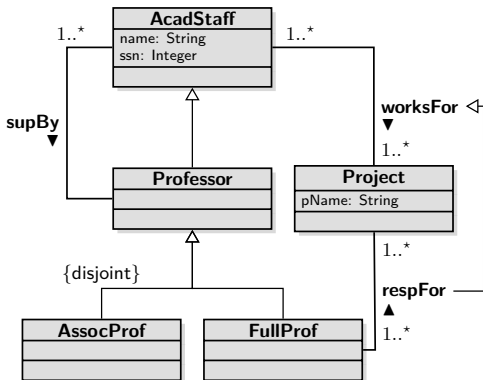 AcadStaff
name: String
ssn: Integer
1..*
1..*
supBy
worksFor
1..*
Professor
Project
pName: String
1..*
{disjoint}
respFor
AssocProf
FullProf
1..*